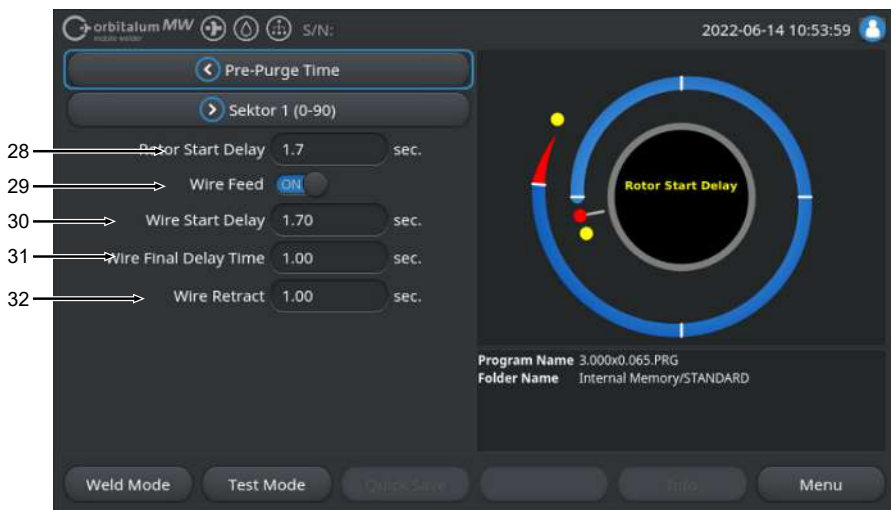 orbitalum MW S/N: 2022-06-14 10:53:59
mobile welder
Pre-Purge Time
Sektor 1 (0-90)
28 Rotor Start Delay 1.7 sec.
29 Wire Feed ON
30 Wire Start Delay 1.70 sec.
31 Wire Final Delay Time 1.00 sec.
32 Wire Retract 1.00 sec.
Rotor Start Delay
Program Name 3.000x0.065.PRG
Folder Name Internal Memory/STANDARD
Weld Mode Test Mode Quick Save Info Menu